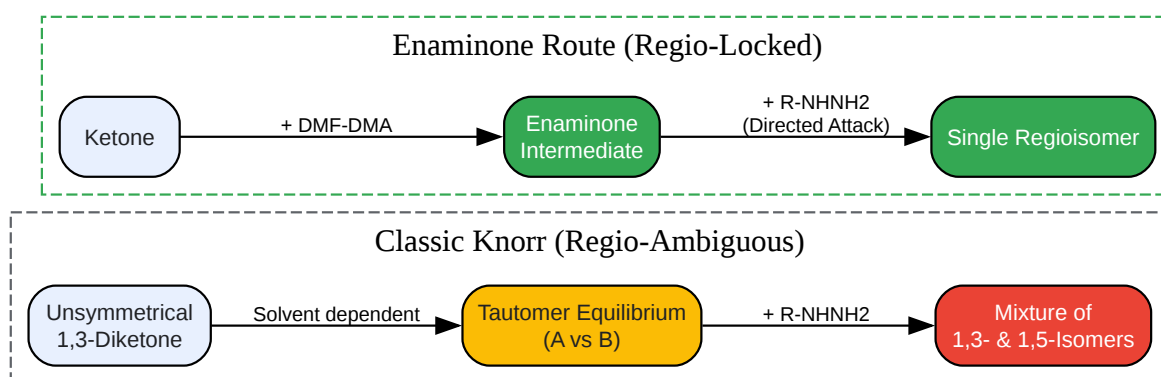 Enaminone Route (Regio-Locked)
Ketone
+ DMF-DMA
Enaminone
Intermediate
+ R-NHNH2
(Directed Attack)
Single Regioisomer
Classic Knorr (Regio-Ambiguous)
Unsymmetrical
1,3-Diketone
Solvent dependent
Tautomer Equilibrium
(A vs B)
+ R-NHNH2
Mixture of
1,3- & 1,5-Isomers